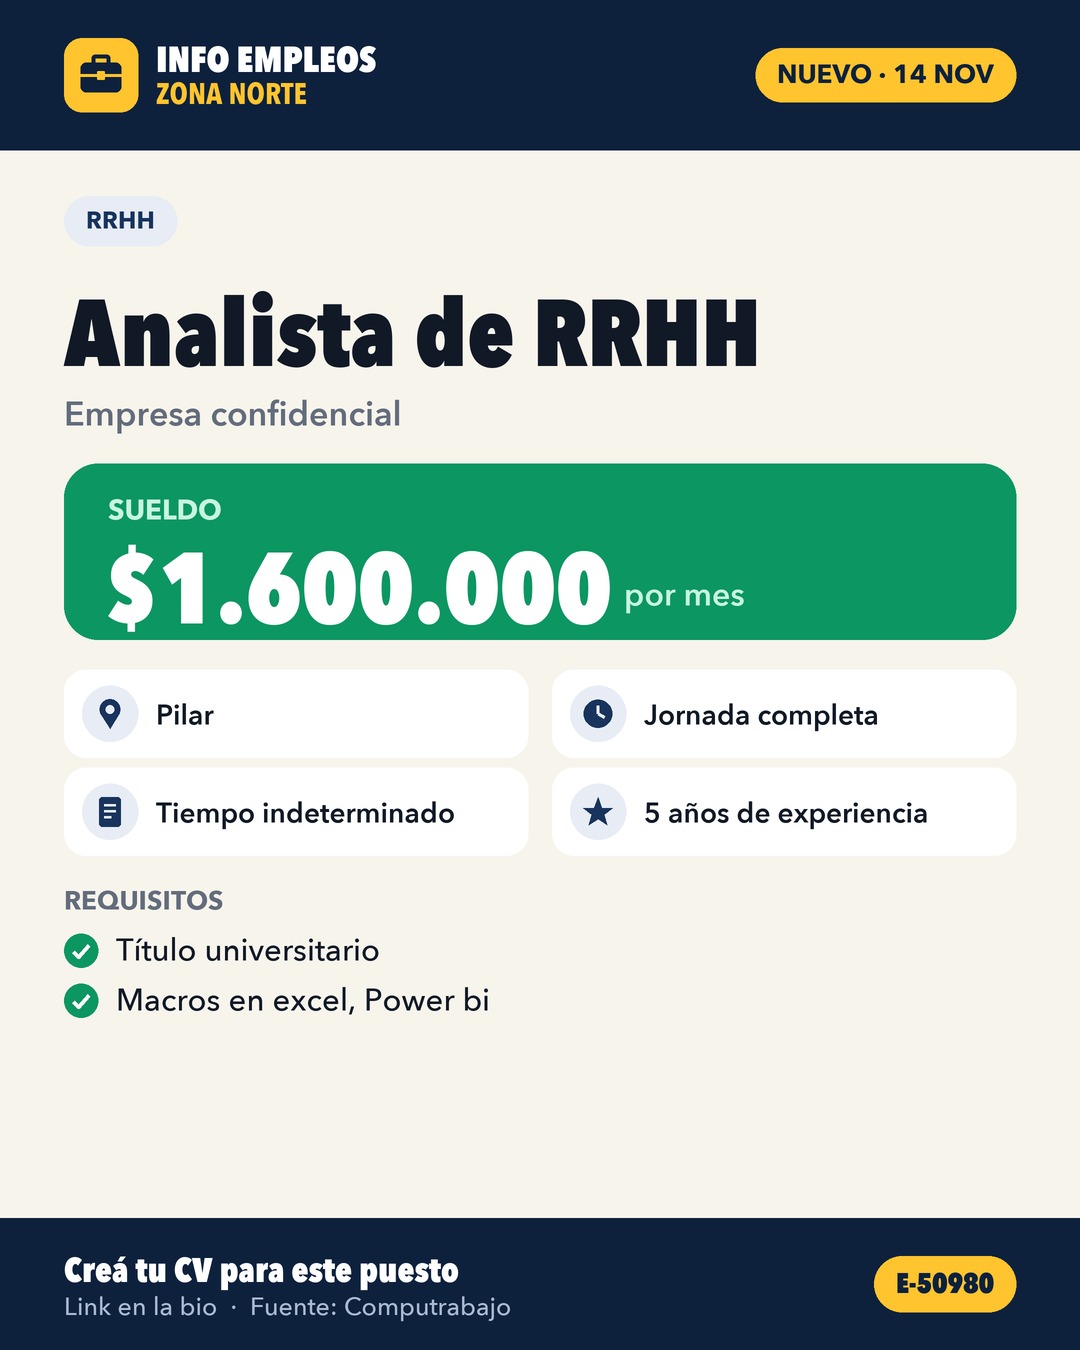 INFO EMPLEOS
ZONA NORTE
NUEVO · 14 NOV
RRHH
Analista de RRHH
Empresa confidencial
SUELDO
$1.600.000 por mes
Pilar
Jornada completa
Tiempo indeterminado
5 años de experiencia
REQUISITOS
Título universitario
Macros en excel, Power bi
Creá tu CV para este puesto
Link en la bio · Fuente: Computrabajo
E-50980